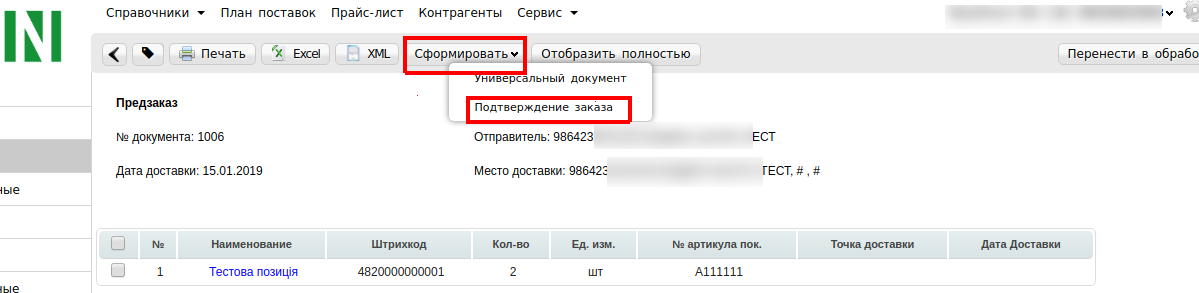 N
Справочники План поставок Прайс-лист Контрагенты Сервис
Печать Excel XML Сформировать Отобразить полностью Перенести в обрабо
Универсальный документ
Подтверждение заказа
Предзаказ
№ документа: 1006 Отправитель: 986423 ЕСТ
Дата доставки: 15.01.2019 Место доставки: 986423 ТЕСТ, # , #
ные
№ Наименование Штрихкод Кол-во Ед. изм. № артикула пок. Точка доставки Дата Доставки
1 Тестова позиція 4820000000001 2 шт A111111
ные